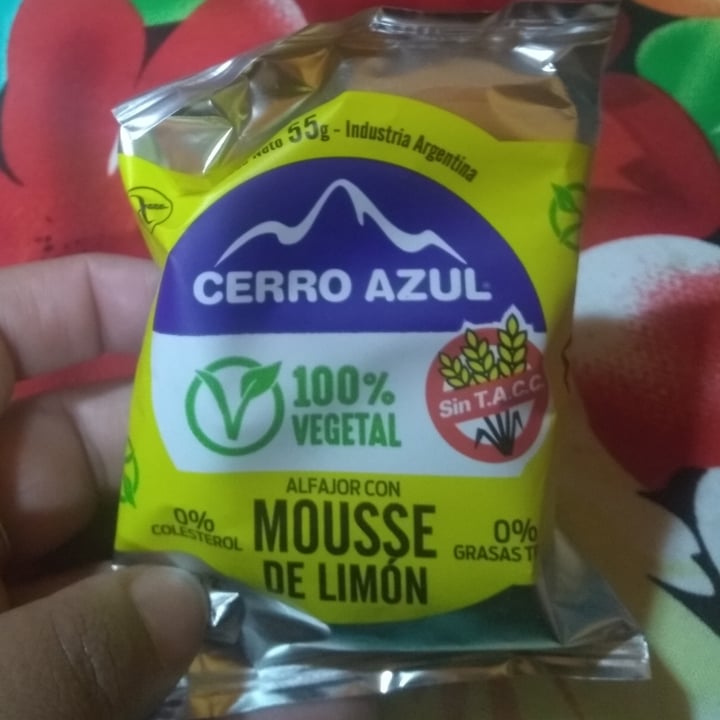 55g - Industria Argentina
CERRO AZUL
100%
VEGETAL
Sin T.A.C.C.
ALFAJOR CON
MOUSSE
DE LIMÓN
0%
COLESTEROL
0%
GRASAS